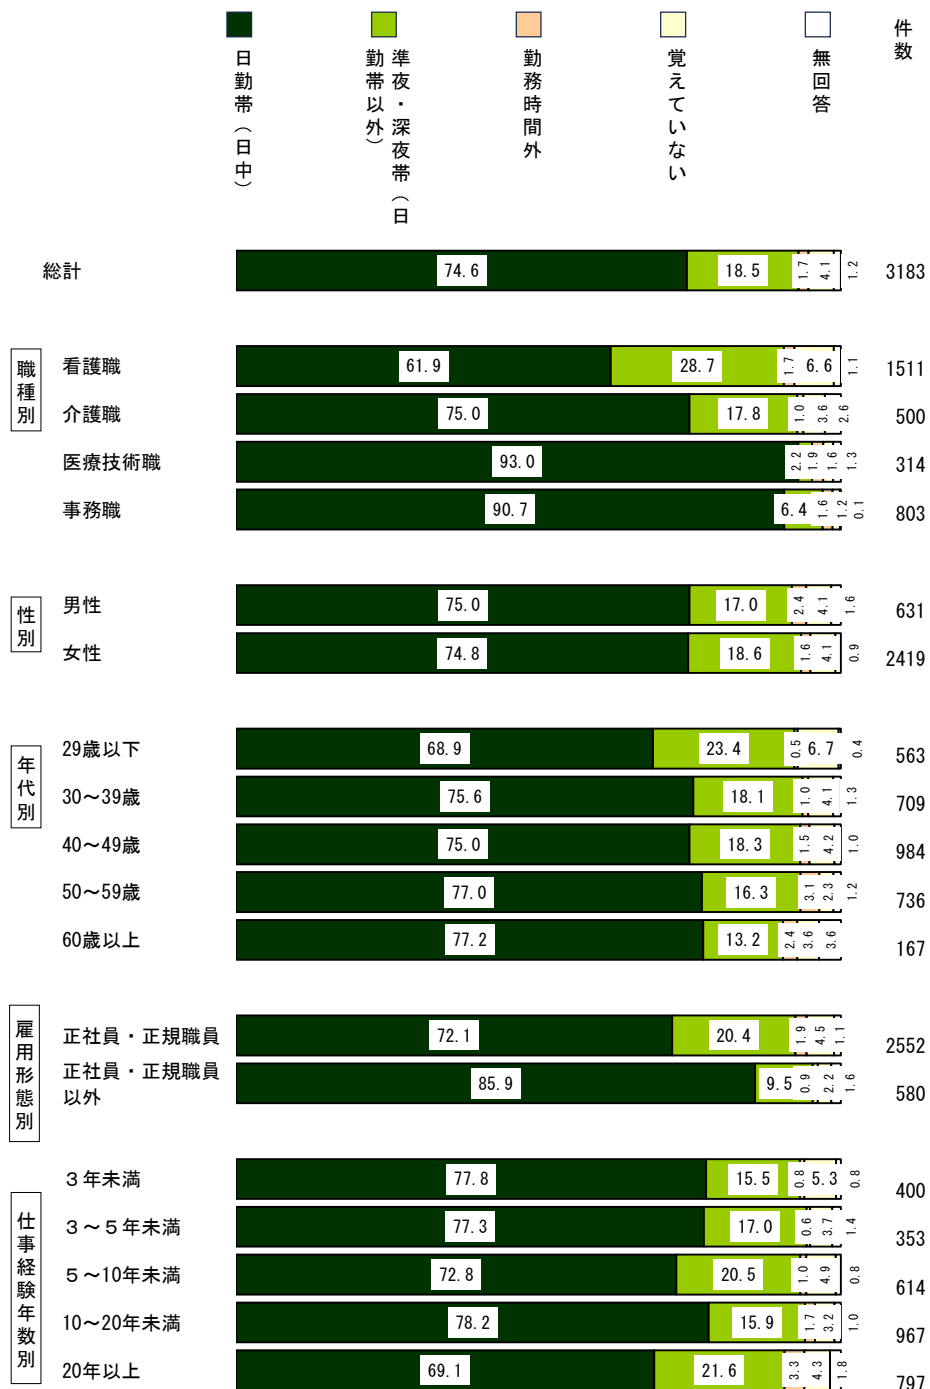 日勤帯（日中）
準夜・深夜帯（日
勤帯以外）
勤務時間外
覚えていない
無回答
件数
総計 74.6 18.5 1.7 4.1 1.2 3183
職種別
看護職 61.9 28.7 1.7 6.6 1.1 1511
介護職 75.0 17.8 1.0 3.6 2.6 500
医療技術職 93.0 2.2 1.9 1.6 1.3 314
事務職 90.7 6.4 1.6 1.2 0.1 803
性別
男性 75.0 17.0 2.4 4.1 1.6 631
女性 74.8 18.6 1.6 4.1 0.9 2419
年代別
29歳以下 68.9 23.4 0.5 6.7 0.4 563
30～39歳 75.6 18.1 1.0 4.1 1.3 709
40～49歳 75.0 18.3 1.5 4.2 1.0 984
50～59歳 77.0 16.3 3.1 2.3 1.2 736
60歳以上 77.2 13.2 2.4 3.6 3.6 167
雇用形態別
正社員・正規職員 72.1 20.4 1.9 4.5 1.1 2552
正社員・正規職員
以外 85.9 9.5 0.9 2.2 1.6 580
仕事経験年数別
３年未満 77.8 15.5 0.8 5.3 0.8 400
３～５年未満 77.3 17.0 0.6 3.7 1.4 353
５～10年未満 72.8 20.5 1.0 4.9 0.8 614
10～20年未満 78.2 15.9 1.7 3.2 1.0 967
20年以上 69.1 21.6 3.3 4.3 1.8 797